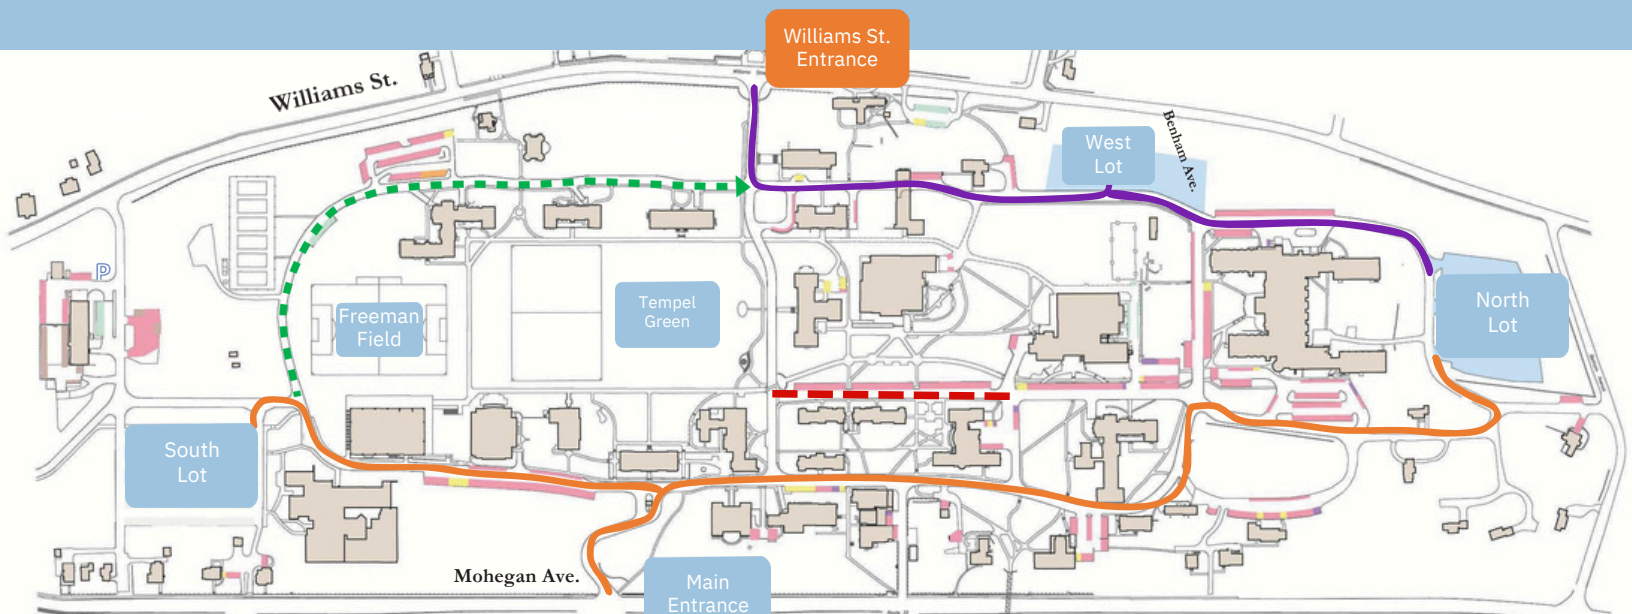 Williams St.
Entrance
Williams St.
Benham Ave.
West
Lot
P
Freeman
Field
Tempel
Green
North
Lot
South
Lot
Mohegan Ave.
Main
Entrance